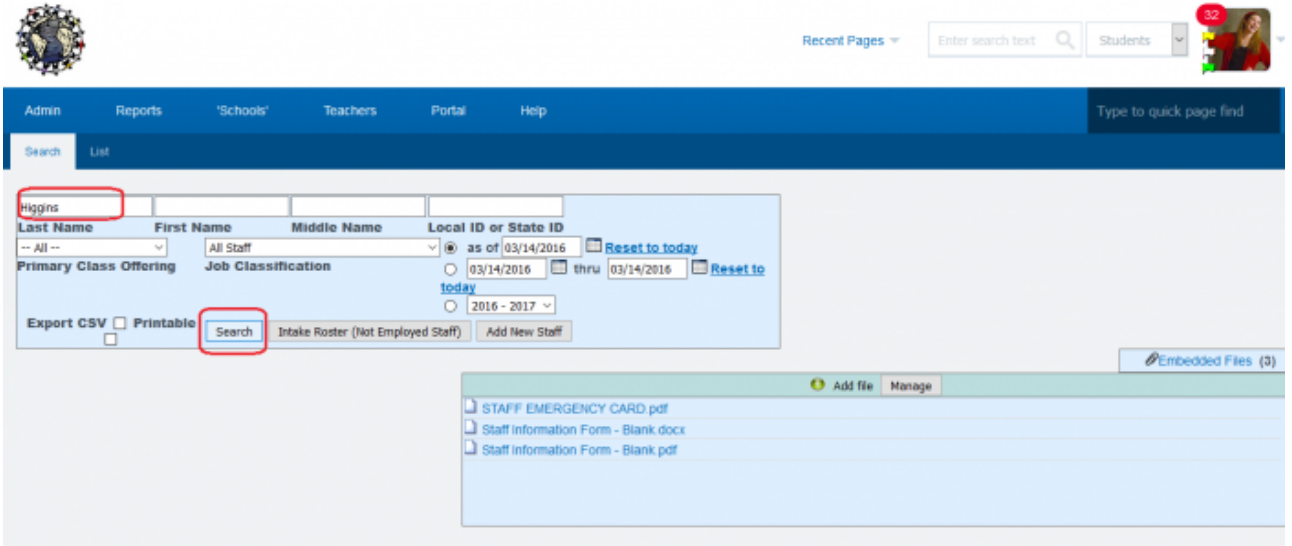 32
Recent Pages Enter search text Students
Admin Reports 'Schools' Teachers Portal Help Type to quick page find
Search List
Higgins
Last Name First Name Middle Name Local ID or State ID
-- All -- All Staff as of 03/14/2016 Reset to today
Primary Class Offering Job Classification 03/14/2016 thru 03/14/2016 Reset to
today
2016 - 2017
Export CSV Printable Search Intake Roster (Not Employed Staff) Add New Staff
Embedded Files (3)
Add file Manage
STAFF EMERGENCY CARD.pdf
Staff Information Form - Blank.docx
Staff Information Form - Blank.pdf